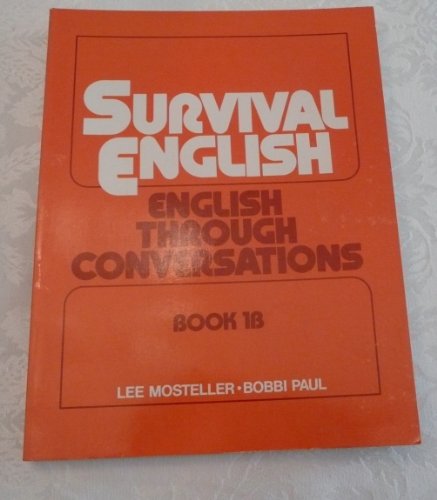 SURVIVAL
ENGLISH
ENGLISH
THROUGH
CONVERSATIONS
BOOK 1B
LEE MOSTELLER • BOBBI PAUL